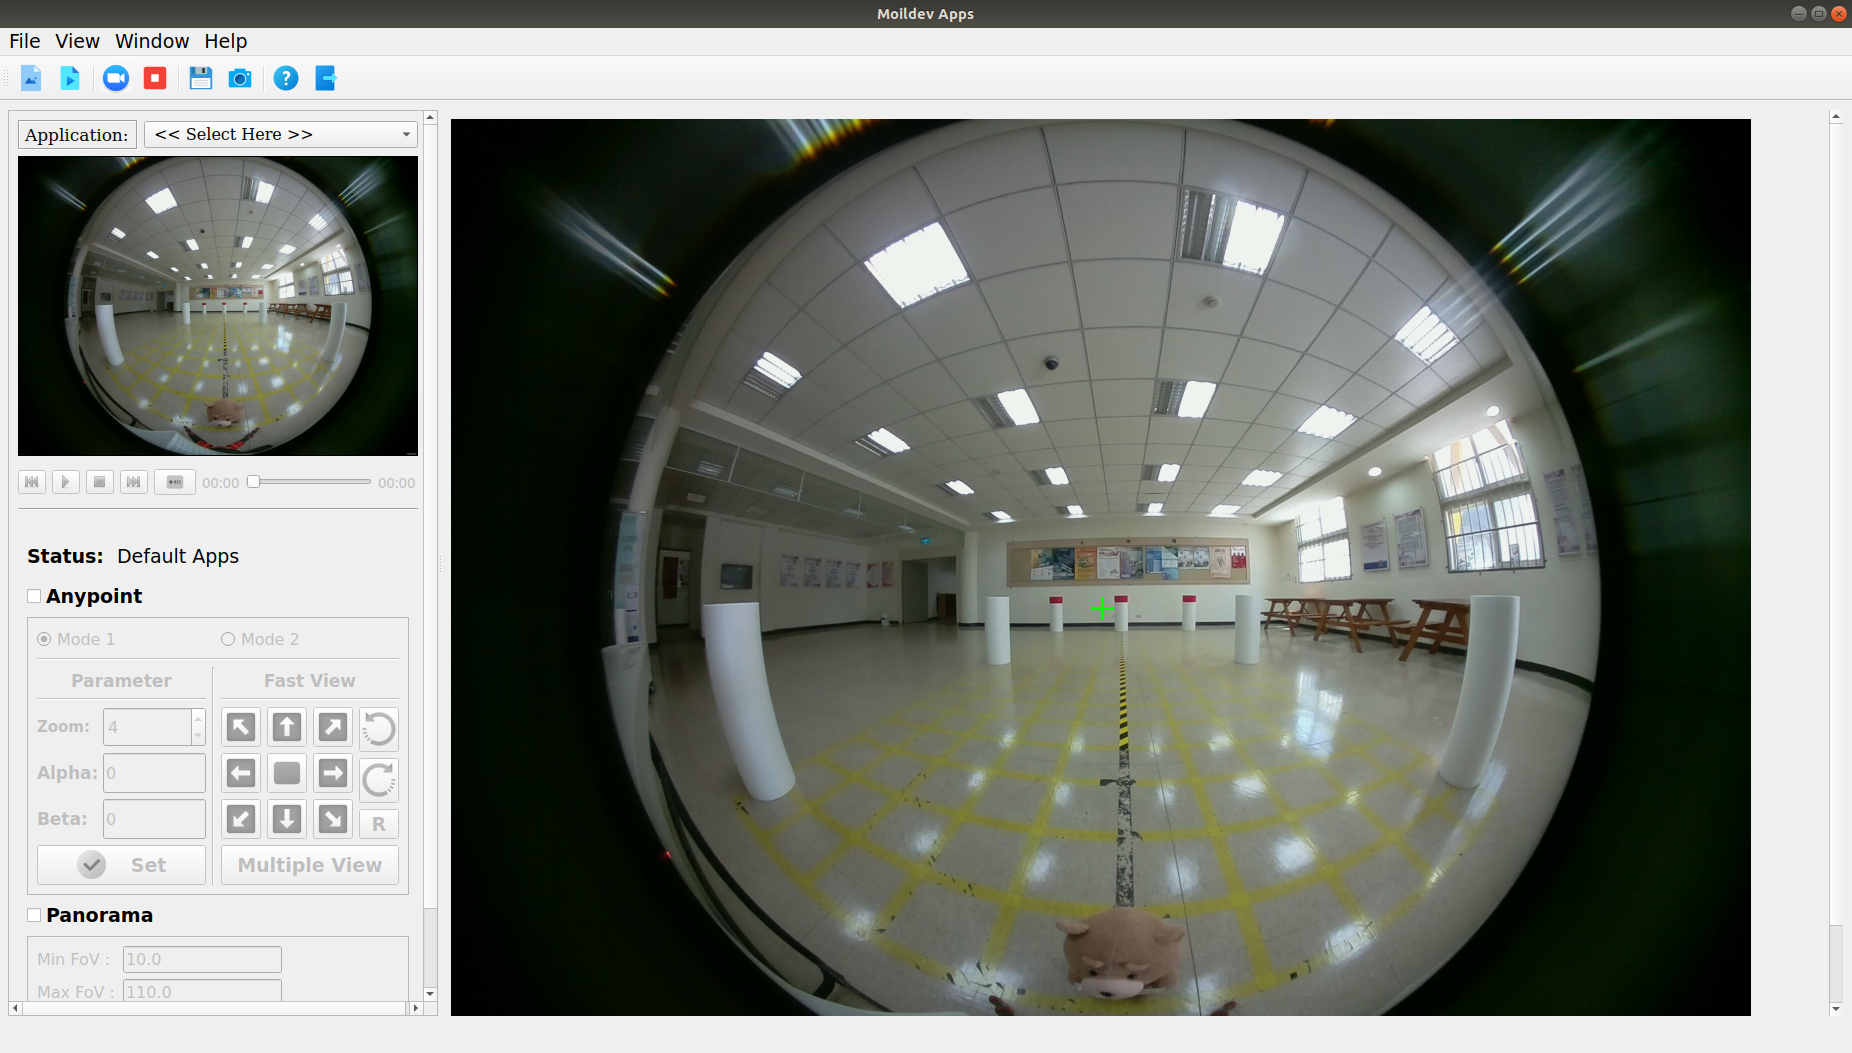 Moildev Apps
File View Window Help
Application: << Select Here >>
00:00 00:00
Status: Default Apps
Anypoint
Mode 1 Mode 2
Parameter Fast View
Zoom: 4
Alpha: 0
Beta: 0
R
Set Multiple View
Panorama
Min FoV : 10.0
Max FoV : 110.0